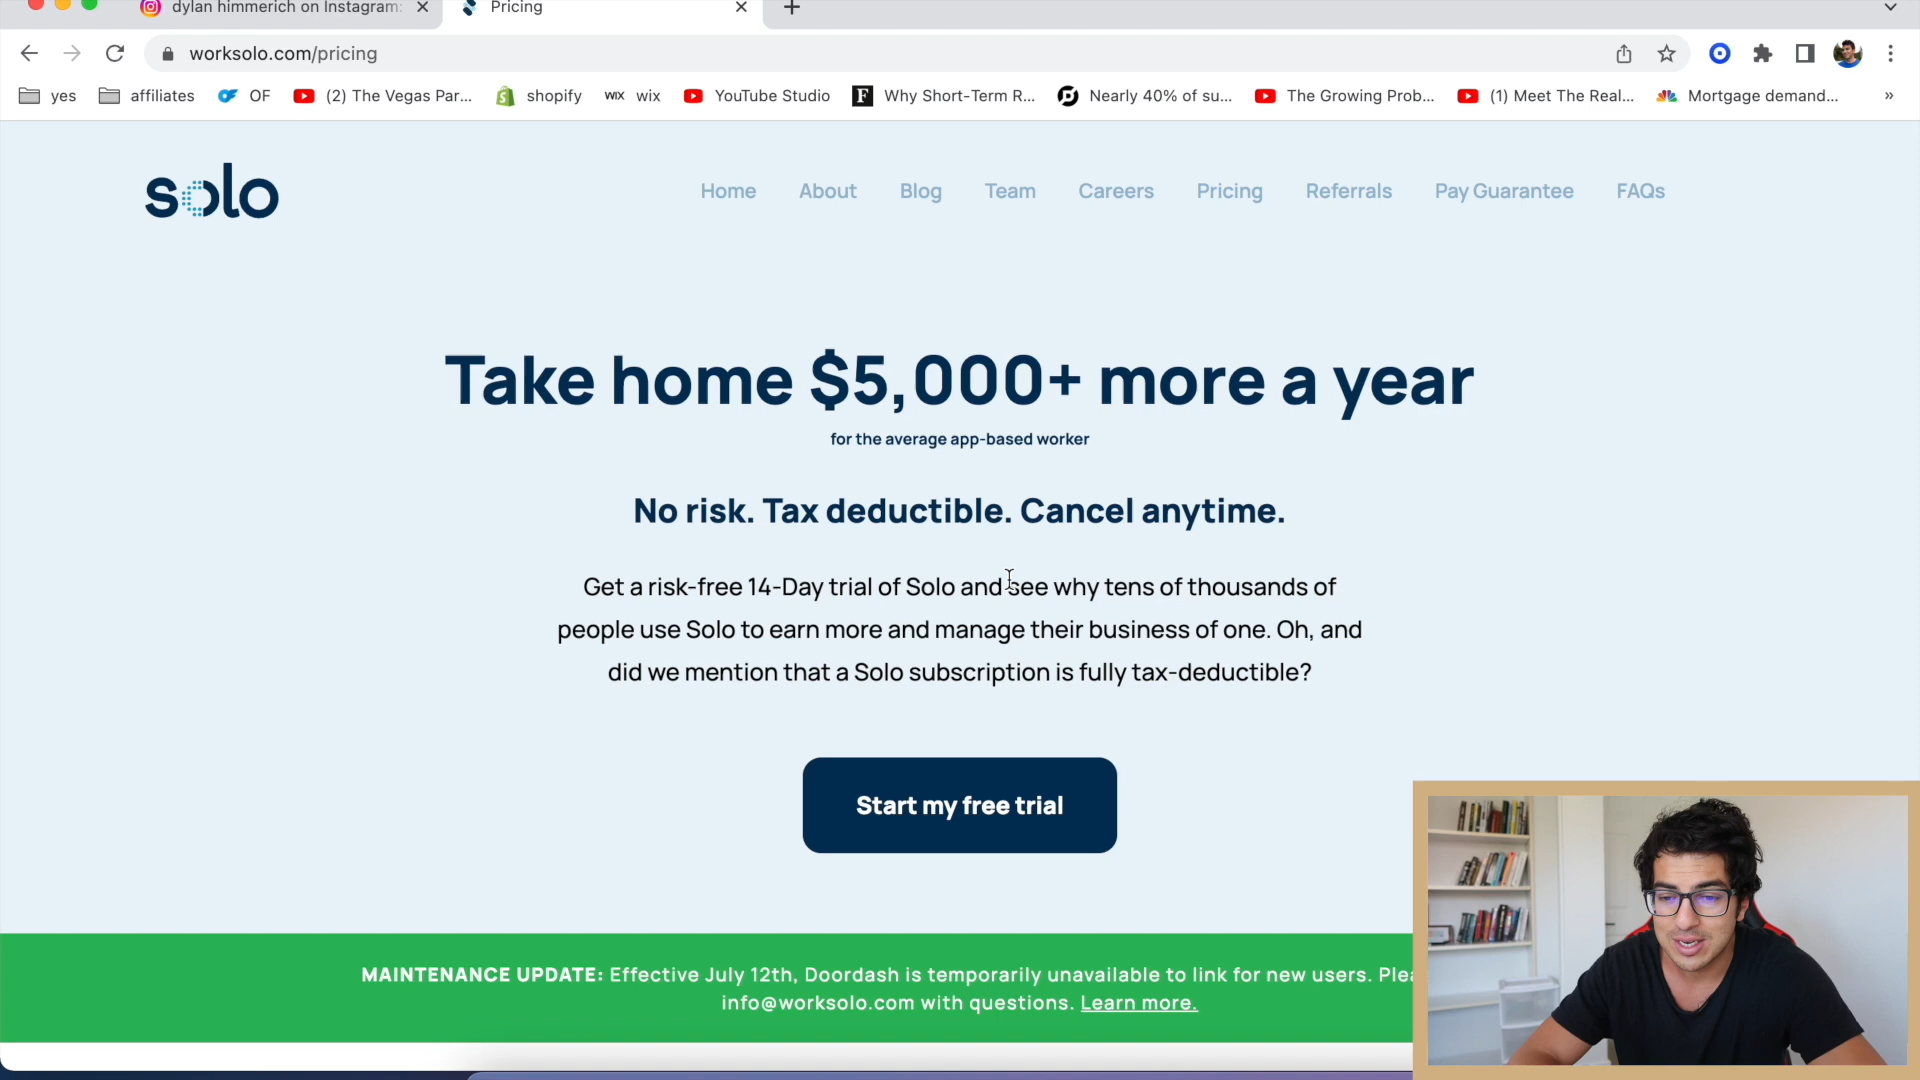 dylan himmerich on Instagram:
Pricing
worksolo.com/pricing
yes
affiliates
OF
(2) The Vegas Par...
shopify
WIX wix
YouTube Studio
F Why Short-Term R...
Nearly 40% of su...
The Growing Prob...
(1) Meet The Real...
Mortgage demand...
»
solo
Home
About
Blog
Team
Careers
Pricing
Referrals
Pay Guarantee
FAQs
Take home $5,000+ more a year
for the average app-based worker
No risk. Tax deductible. Cancel anytime.
Get a risk-free 14-Day trial of Solo and see why tens of thousands of
people use Solo to earn more and manage their business of one. Oh, and
did we mention that a Solo subscription is fully tax-deductible?
Start my free trial
MAINTENANCE UPDATE: Effective July 12th, Doordash is temporarily unavailable to link for new users.
info@worksolo.com with questions. Learn more.